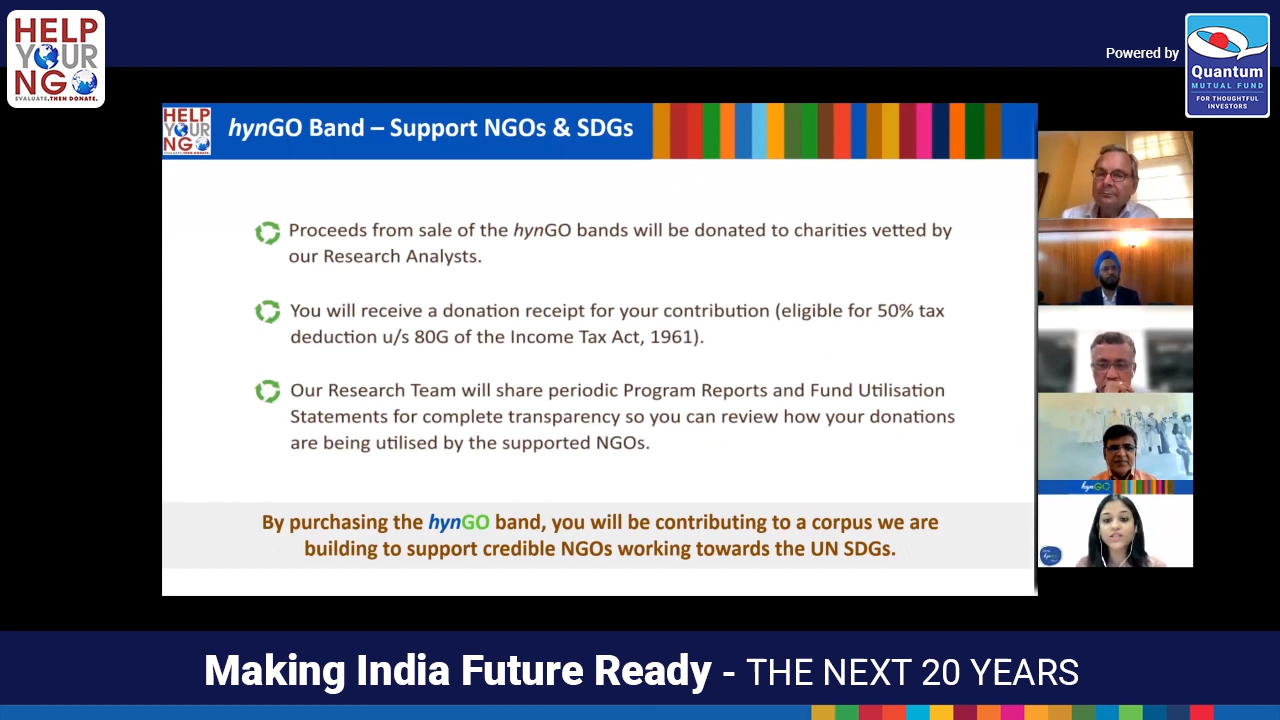 HELP
YOUR
NGO
EVALUATE, THEN DONATE.
Powered by
Quantum
MUTUAL FUND
FOR THOUGHTFUL
INVESTORS
HELP
YOUR
NGO
hynGO Band – Support NGOs & SDGs
Proceeds from sale of the hynGO bands will be donated to charities vetted by
our Research Analysts.
You will receive a donation receipt for your contribution (eligible for 50% tax
deduction u/s 80G of the Income Tax Act, 1961).
Our Research Team will share periodic Program Reports and Fund Utilisation
Statements for complete transparency so you can review how your donations
are being utilised by the supported NGOs.
By purchasing the hynGO band, you will be contributing to a corpus we are
building to support credible NGOs working towards the UN SDGs.
hynGO
Making India Future Ready - THE NEXT 20 YEARS